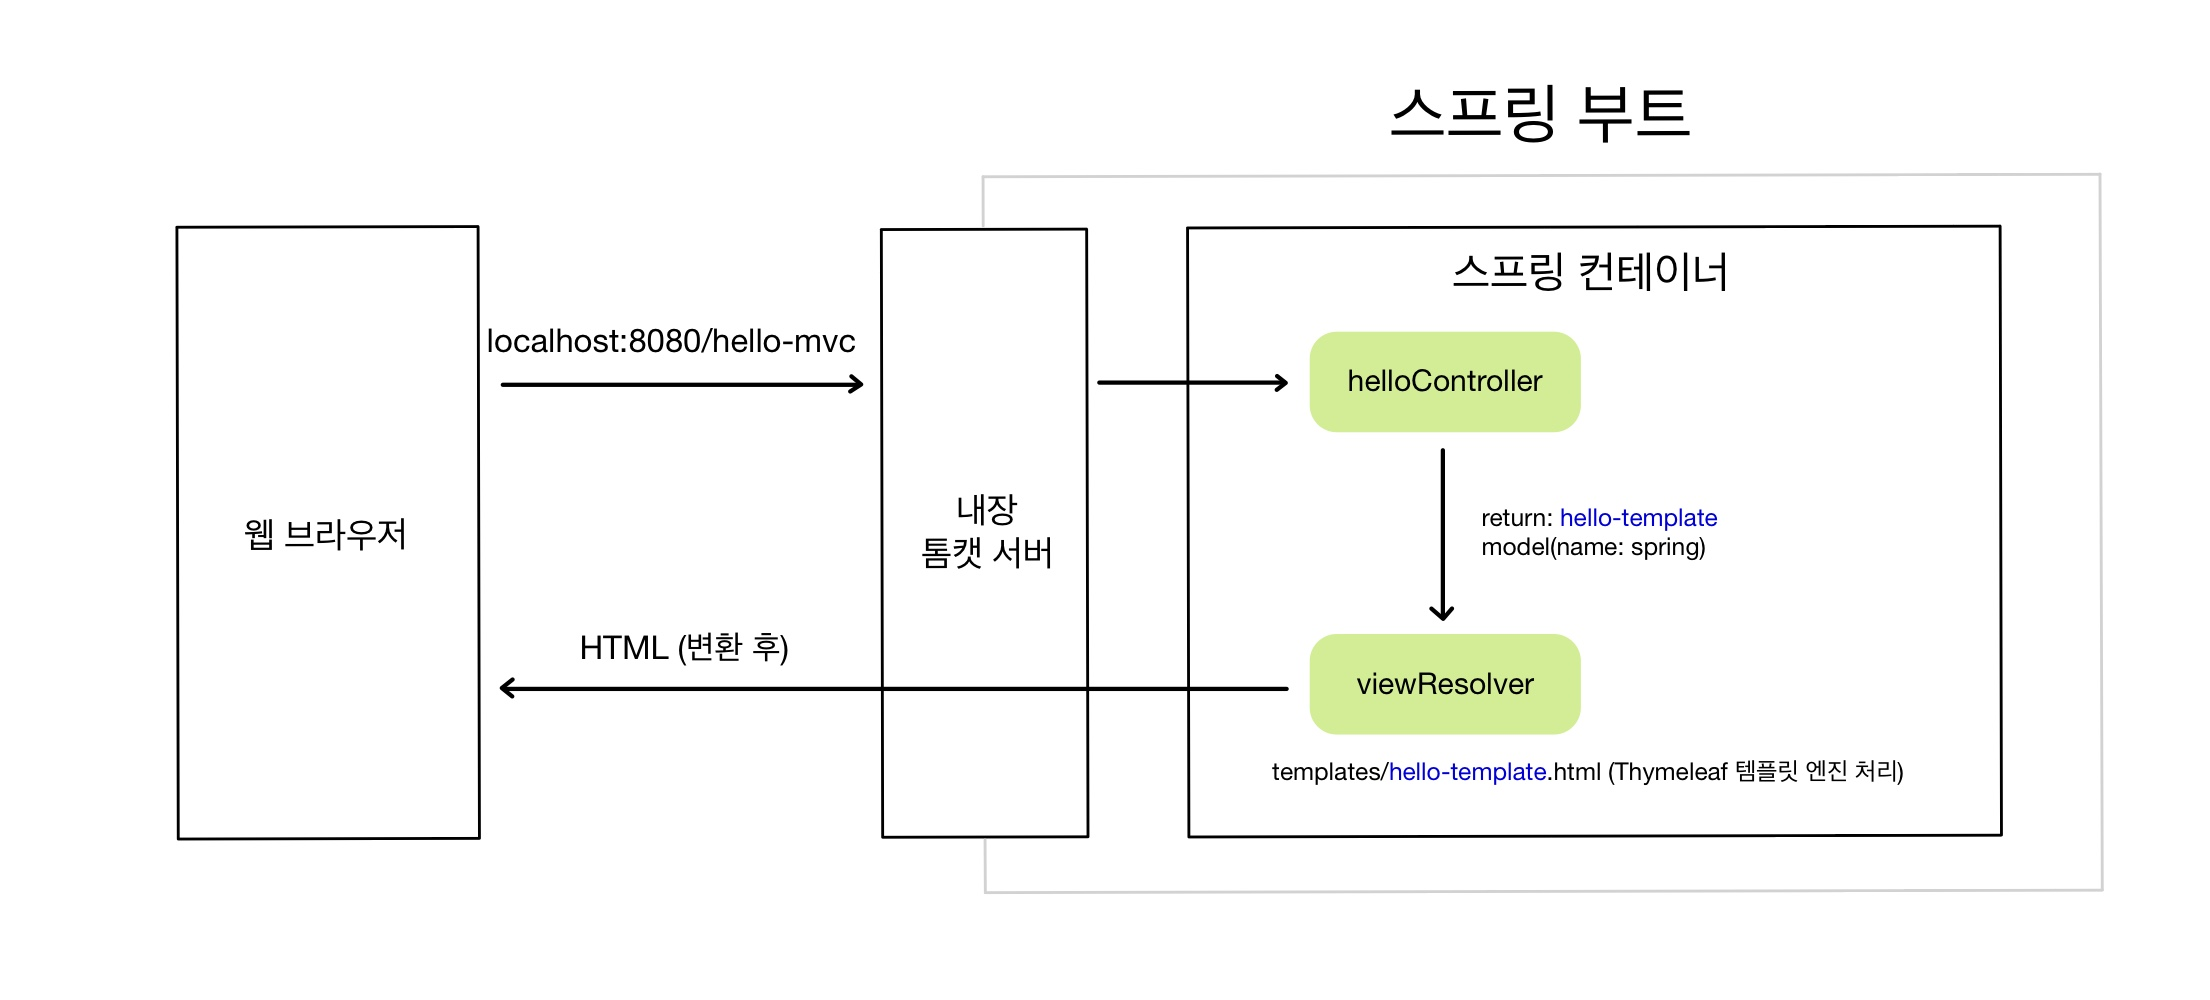 스프링 부트
스프링 컨테이너
localhost:8080/hello-mvc
helloController
웹 브라우저
내장
톰캣 서버
return: hello-template
model(name: spring)
HTML (변환 후)
viewResolver
templates/hello-template.html (Thymeleaf 템플릿 엔진 처리)